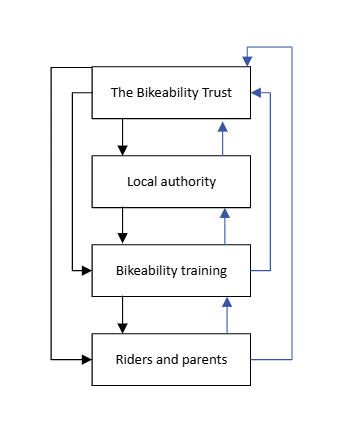 The Bikeability Trust
Local authority
Bikeability training
Riders and parents